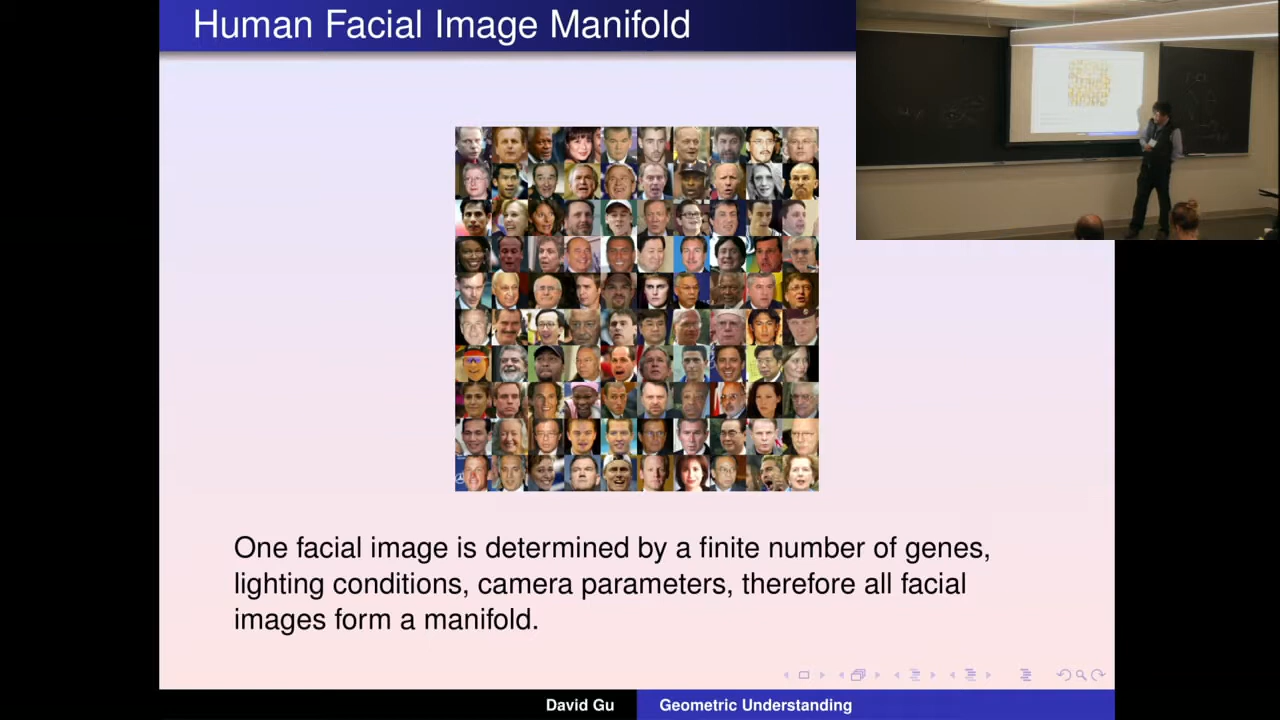 Human Facial Image Manifold
One facial image is determined by a finite number of genes,
lighting conditions, camera parameters, therefore all facial
images form a manifold.
David Gu
Geometric Understanding